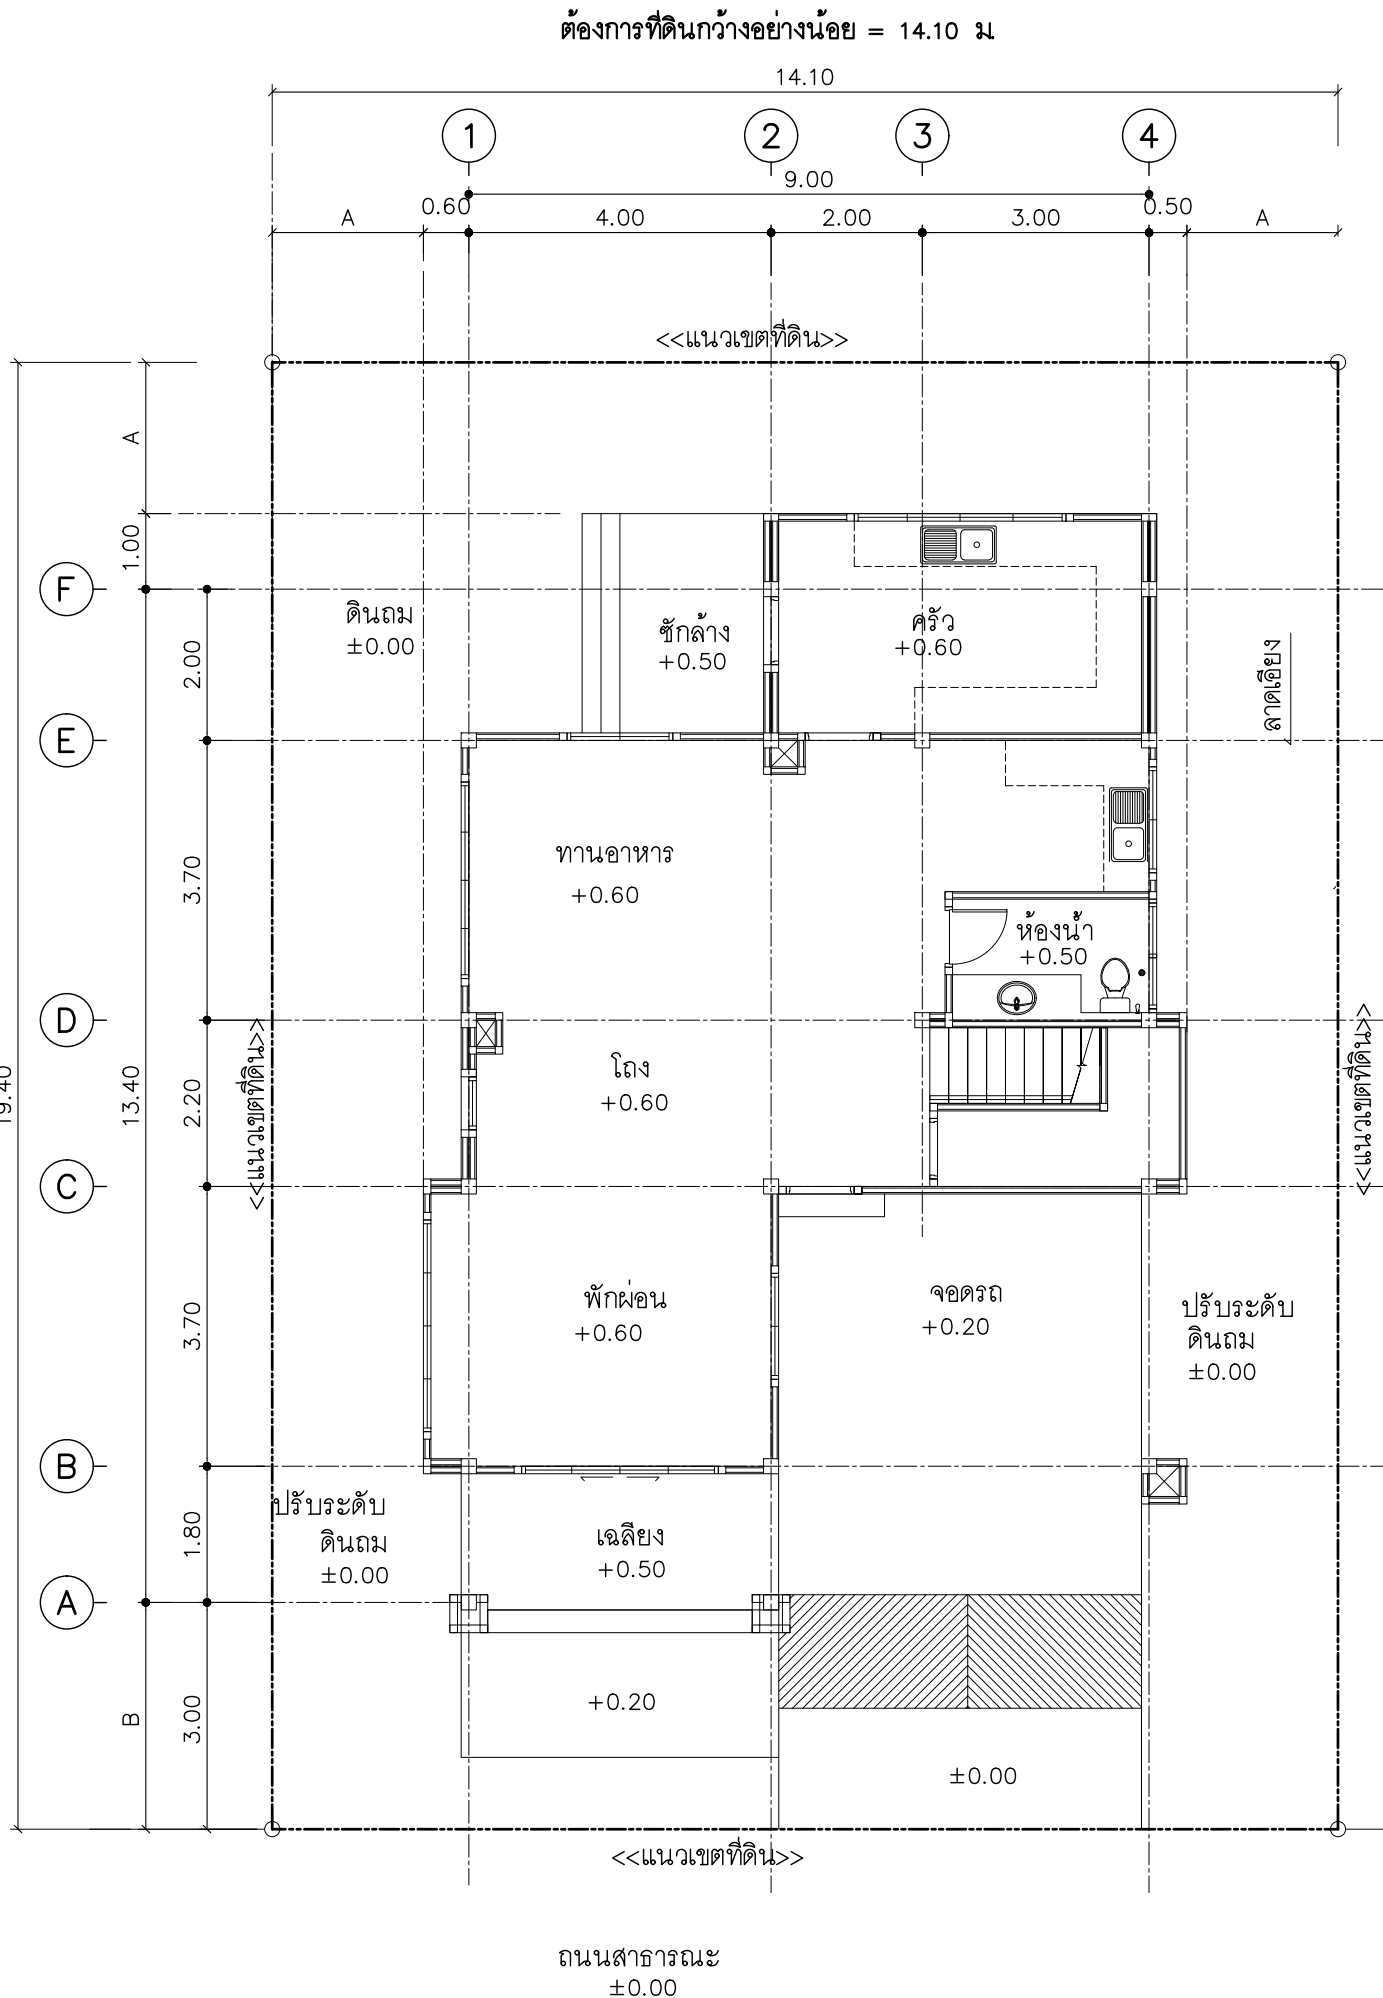 ต้องการที่ดินกว้างอย่างน้อย = 14.10 ม.
14.10
1 2 3 4
9.00
A 0.60 4.00 2.00 3.00 0.50 A
<<แนวเขตที่ดิน>>
A
1.00
F
ดินถม
±0.00
ซักล้าง
+0.50
ครัว
+0.60
2.00
ลาดเอียง
E
ทานอาหาร
+0.60
3.70
ห้องน้ำ
+0.50
D
<<แนวเขตที่ดิน>>
<<แนวเขตที่ดิน>>
โถง
+0.60
19.40
13.40
2.20
C
พักผ่อน
+0.60
จอดรถ
+0.20
ปรับระดับ
ดินถม
±0.00
3.70
B
ปรับระดับ
ดินถม
±0.00
เฉลียง
+0.50
1.80
A
+0.20
B
3.00
±0.00
<<แนวเขตที่ดิน>>
ถนนสาธารณะ
±0.00